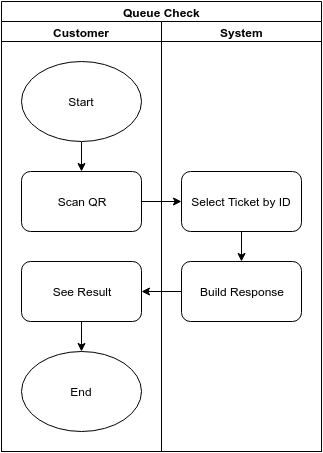 Queue Check
Customer
System
Start
Scan QR
Select Ticket by ID
See Result
Build Response
End